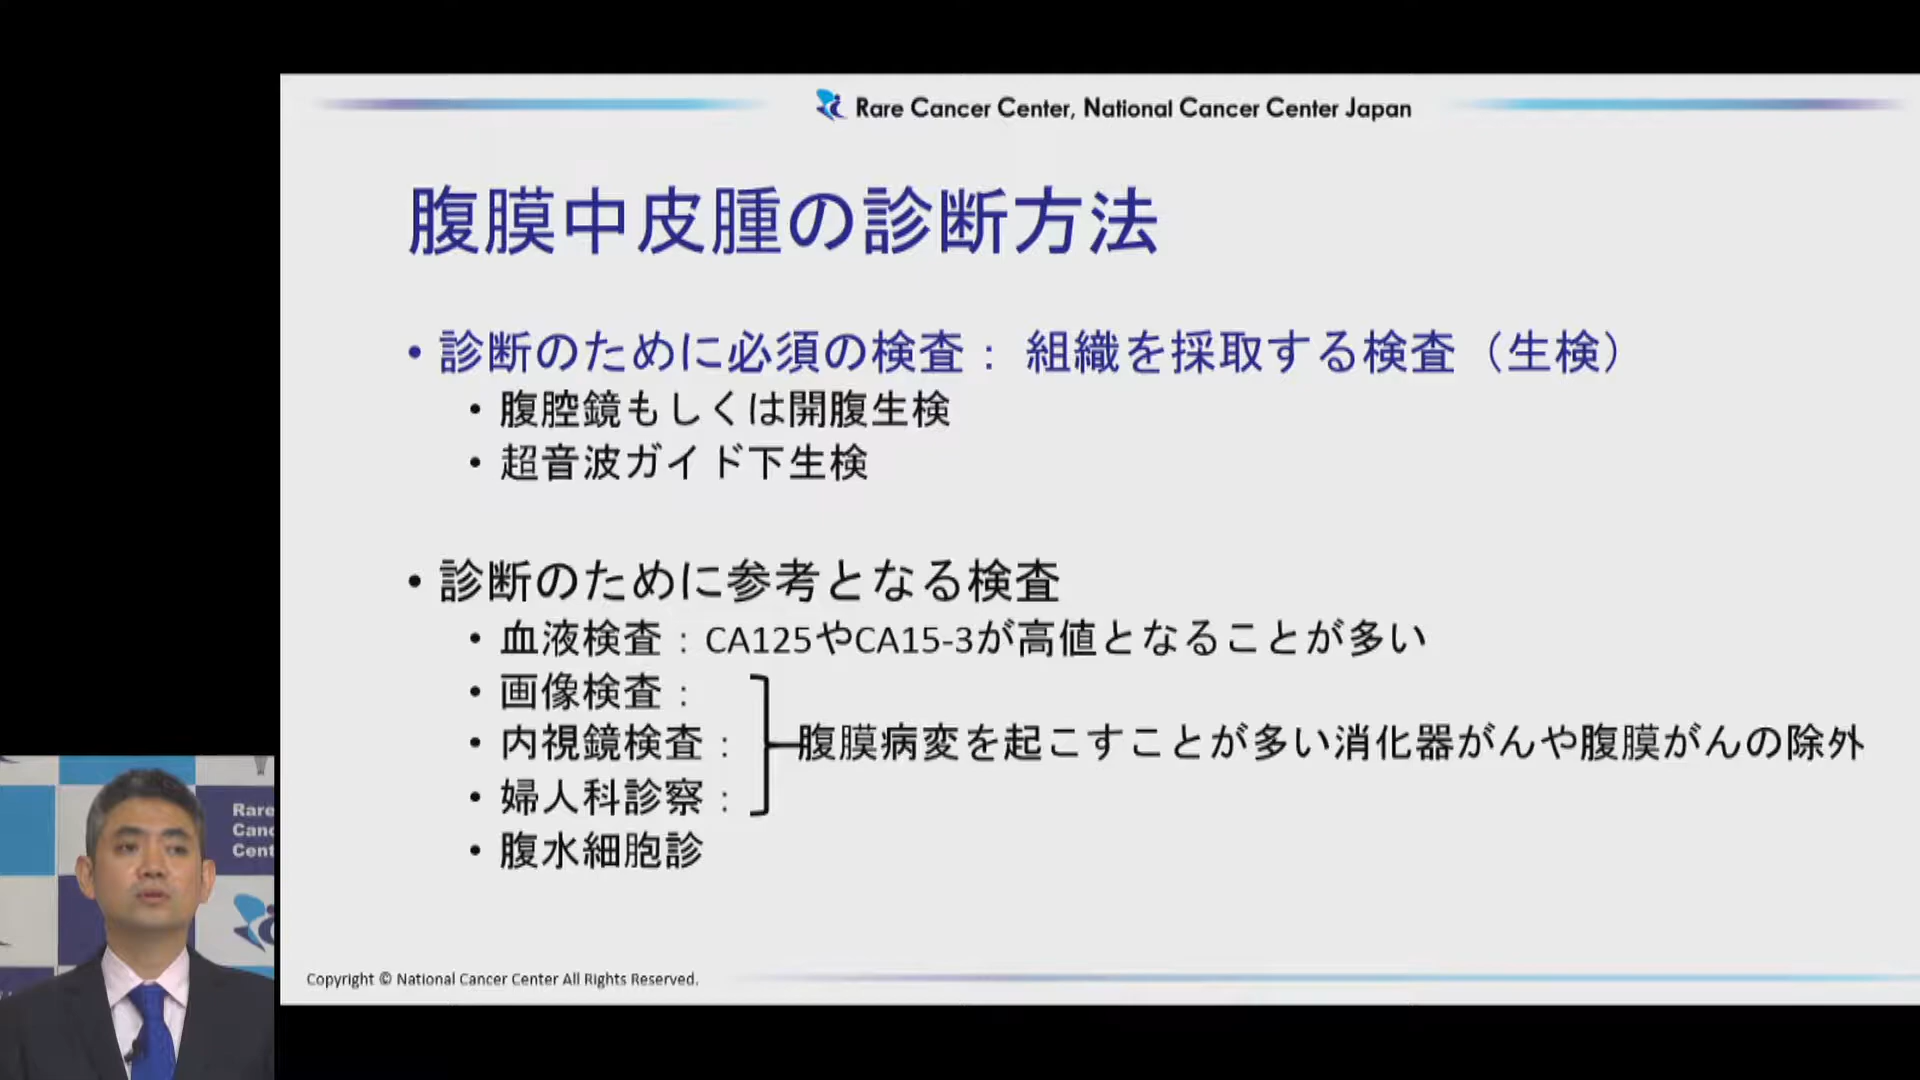 Rare Cancer Center, National Cancer Center Japan
腹膜中皮腫の診断方法
• 診断のために必須の検査： 組織を採取する検査（生検）
• 腹腔鏡もしくは開腹生検
• 超音波ガイド下生検
• 診断のために参考となる検査
• 血液検査：CA125やCA15-3が高値となることが多い
• 画像検査：
• 内視鏡検査：
腹膜病変を起こすことが多い消化器がんや腹膜がんの除外
• 婦人科診察：
• 腹水細胞診
Copyright © National Cancer Center All Rights Reserved.
Rare
Canc
Cent